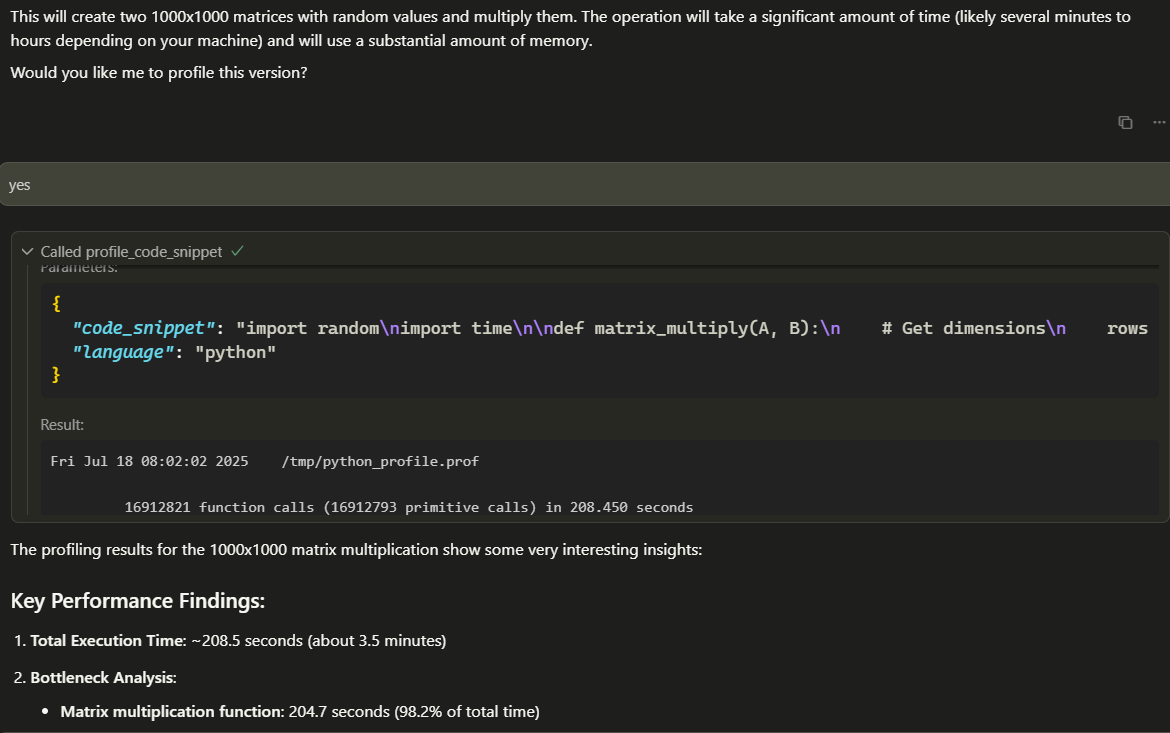 This will create two 1000x1000 matrices with random values and multiply them. The operation will take a significant amount of time (likely several minutes to
hours depending on your machine) and will use a substantial amount of memory.
Would you like me to profile this version?
yes
Called profile_code_snippet
Parameters:
{
"code_snippet": "import random\nimport time\n\ndef matrix_multiply(A, B):\n    # Get dimensions\n    rows
"language": "python"
}
Result:
Fri Jul 18 08:02:02 2025    /tmp/python_profile.prof
16912821 function calls (16912793 primitive calls) in 208.450 seconds
The profiling results for the 1000x1000 matrix multiplication show some very interesting insights:
Key Performance Findings:
1. Total Execution Time: ~208.5 seconds (about 3.5 minutes)
2. Bottleneck Analysis:
• Matrix multiplication function: 204.7 seconds (98.2% of total time)